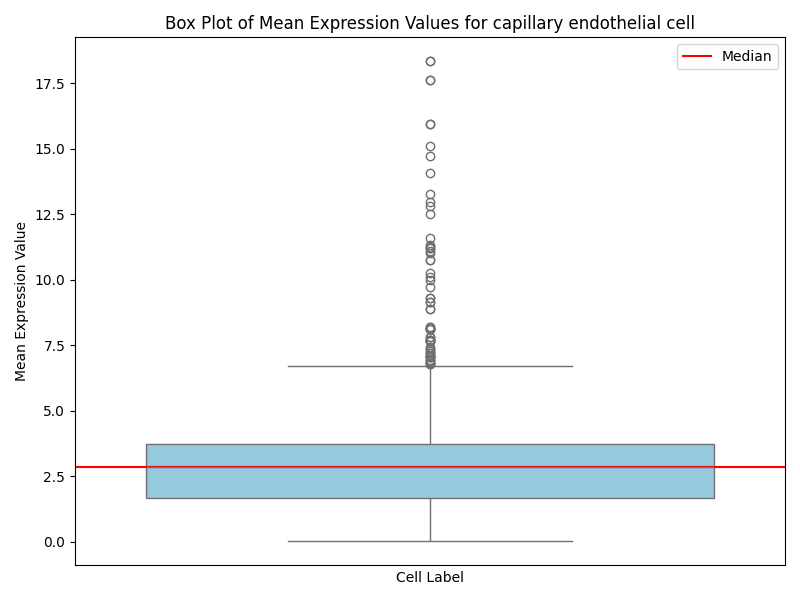 Box Plot of Mean Expression Values for capillary endothelial cell
Median
17.5
15.0
12.5
10.0
7.5
5.0
2.5
0.0
Mean Expression Value
Cell Label